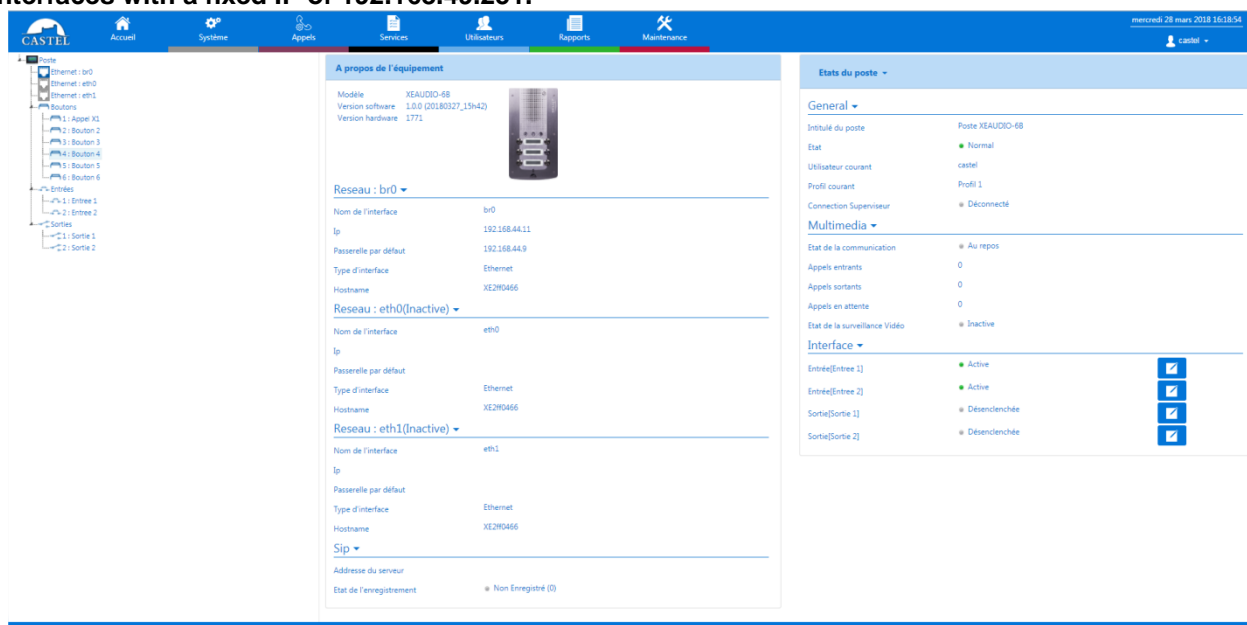 interfaces with a fixed IP of 192.168.49.251.
CASTEL
Accueil
Système
Appels
Services
Utilisateurs
Rapports
Maintenance
mercredi 28 mars 2018 16:18:54
castel
Poste
Ethernet : br0
Ethernet : eth0
Ethernet : eth1
Boutons
1 : Appel X1
2 : Bouton 2
3 : Bouton 3
4 : Bouton 4
5 : Bouton 5
6 : Bouton 6
Entrées
1 : Entree 1
2 : Entree 2
Sorties
1 : Sortie 1
2 : Sortie 2
A propos de l'équipement
Modèle XEAUDIO-6B
Version software 1.0.0 (20180327_15h42)
Version hardware 1771
Reseau : br0
Nom de l'interface br0
Ip 192.168.44.11
Passerelle par défaut 192.168.44.9
Type d'interface Ethernet
Hostname XE2ff0466
Reseau : eth0(Inactive)
Nom de l'interface eth0
Ip
Passerelle par défaut
Type d'interface Ethernet
Hostname XE2ff0466
Reseau : eth1(Inactive)
Nom de l'interface eth1
Ip
Passerelle par défaut
Type d'interface Ethernet
Hostname XE2ff0466
Sip
Addresse du serveur
Etat de l'enregistrement Non Enregistré (0)
Etats du poste
General
Intitulé du poste Poste XEAUDIO-6B
Etat Normal
Utilisateur courant castel
Profil courant Profil 1
Connection Superviseur Déconnecté
Multimedia
Etat de la communication Au repos
Appels entrants 0
Appels sortants 0
Appels en attente 0
Etat de la surveillance Vidéo Inactive
Interface
Entrée[Entree 1] Active
Entrée[Entree 2] Active
Sortie[Sortie 1] Désenclenchée
Sortie[Sortie 2] Désenclenchée